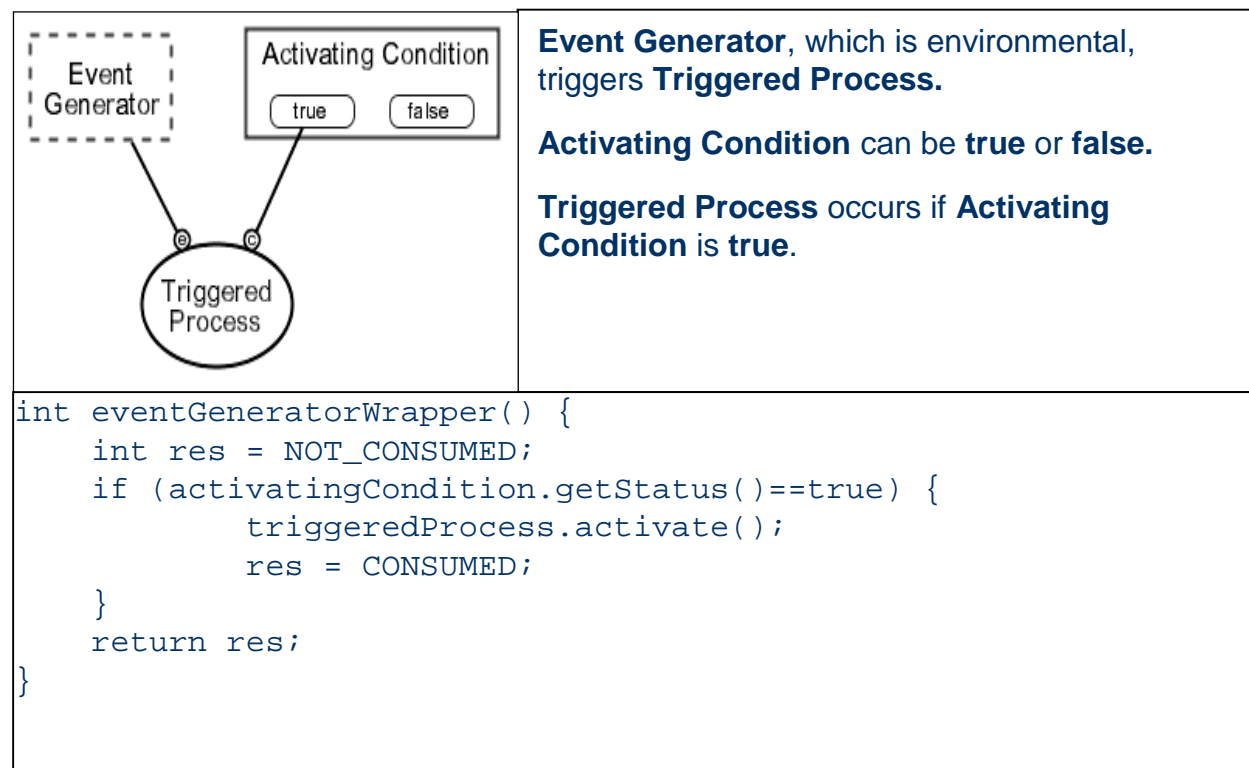 Event
Generator
Activating Condition
true false
e c
Triggered
Process
Event Generator, which is environmental,
triggers Triggered Process.
Activating Condition can be true or false.
Triggered Process occurs if Activating
Condition is true.
int eventGeneratorWrapper() {
    int res = NOT_CONSUMED;
    if (activatingCondition.getStatus()==true) {
            triggeredProcess.activate();
            res = CONSUMED;
    }
    return res;
}